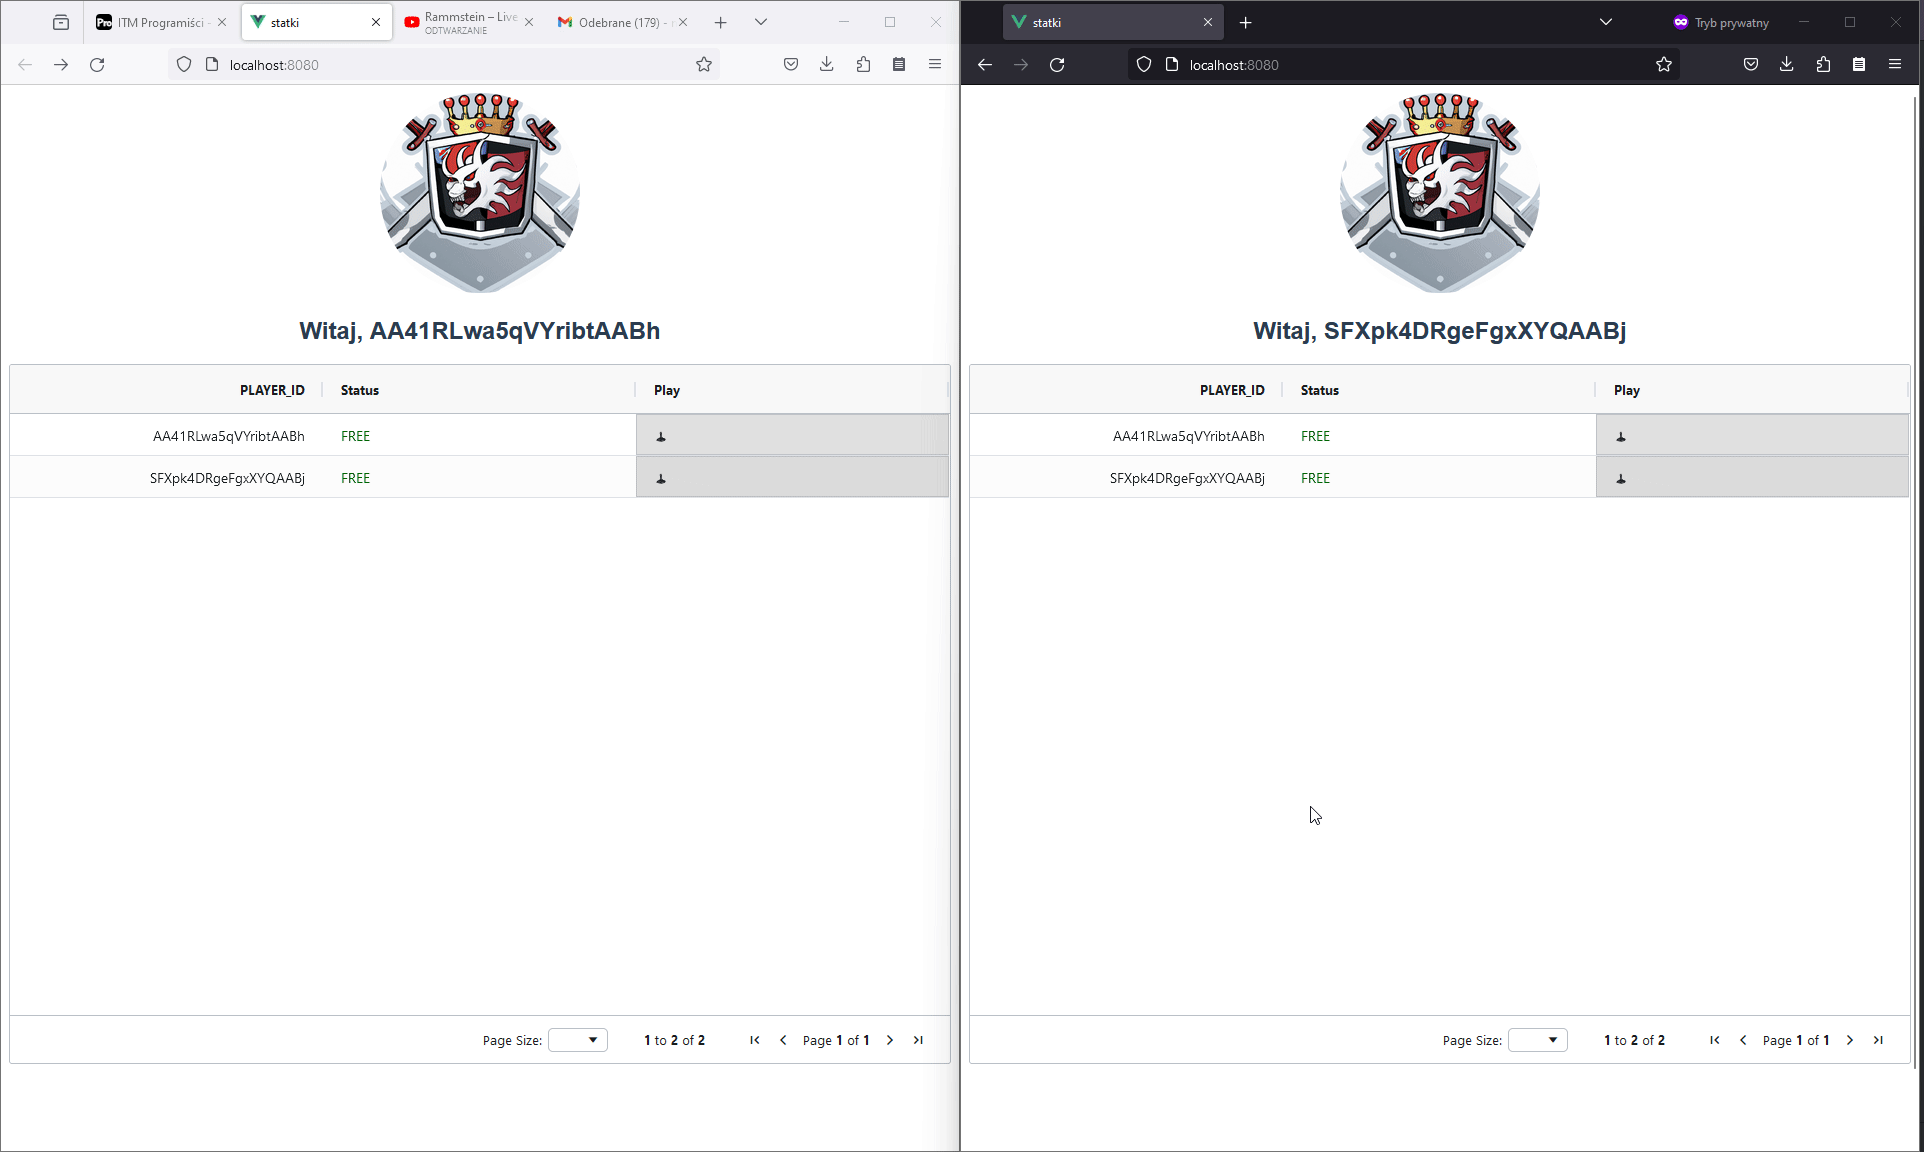 ITM Programiści -
statki
Rammstein – Live
ODTWARZANIE
Odebrane (179) -
localhost:8080
Witaj, AA41RLwa5qVYribtAABh
PLAYER_ID Status Play
AA41RLwa5qVYribtAABh FREE
SFXpk4DRgeFgxXYQAABj FREE
Page Size: 1 to 2 of 2 Page 1 of 1
statki
Tryb prywatny
localhost:8080
Witaj, SFXpk4DRgeFgxXYQAABj
PLAYER_ID Status Play
AA41RLwa5qVYribtAABh FREE
SFXpk4DRgeFgxXYQAABj FREE
Page Size: 1 to 2 of 2 Page 1 of 1